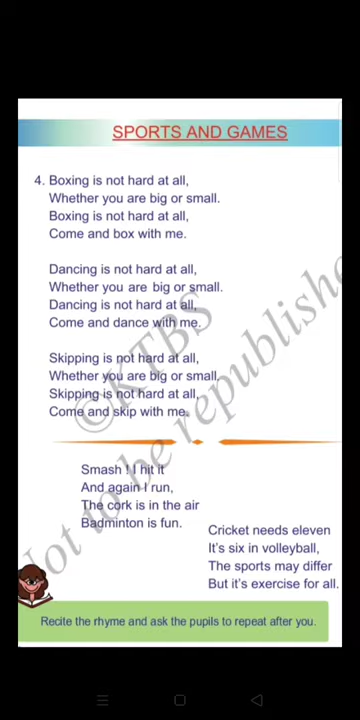 SPORTS AND GAMES
4. Boxing is not hard at all,
Whether you are big or small.
Boxing is not hard at all,
Come and box with me.
Dancing is not hard at all,
Whether you are big or small.
Dancing is not hard at all,
Come and dance with me.
Skipping is not hard at all,
Whether you are big or small,
Skipping is not hard at all,
Come and skip with me.
Smash ! I hit it
And again I run,
The cork is in the air
Badminton is fun.
Cricket needs eleven
It's six in volleyball,
The sports may differ
But it's exercise for all.
Recite the rhyme and ask the pupils to repeat after you.
©KTBS
Not to be republished